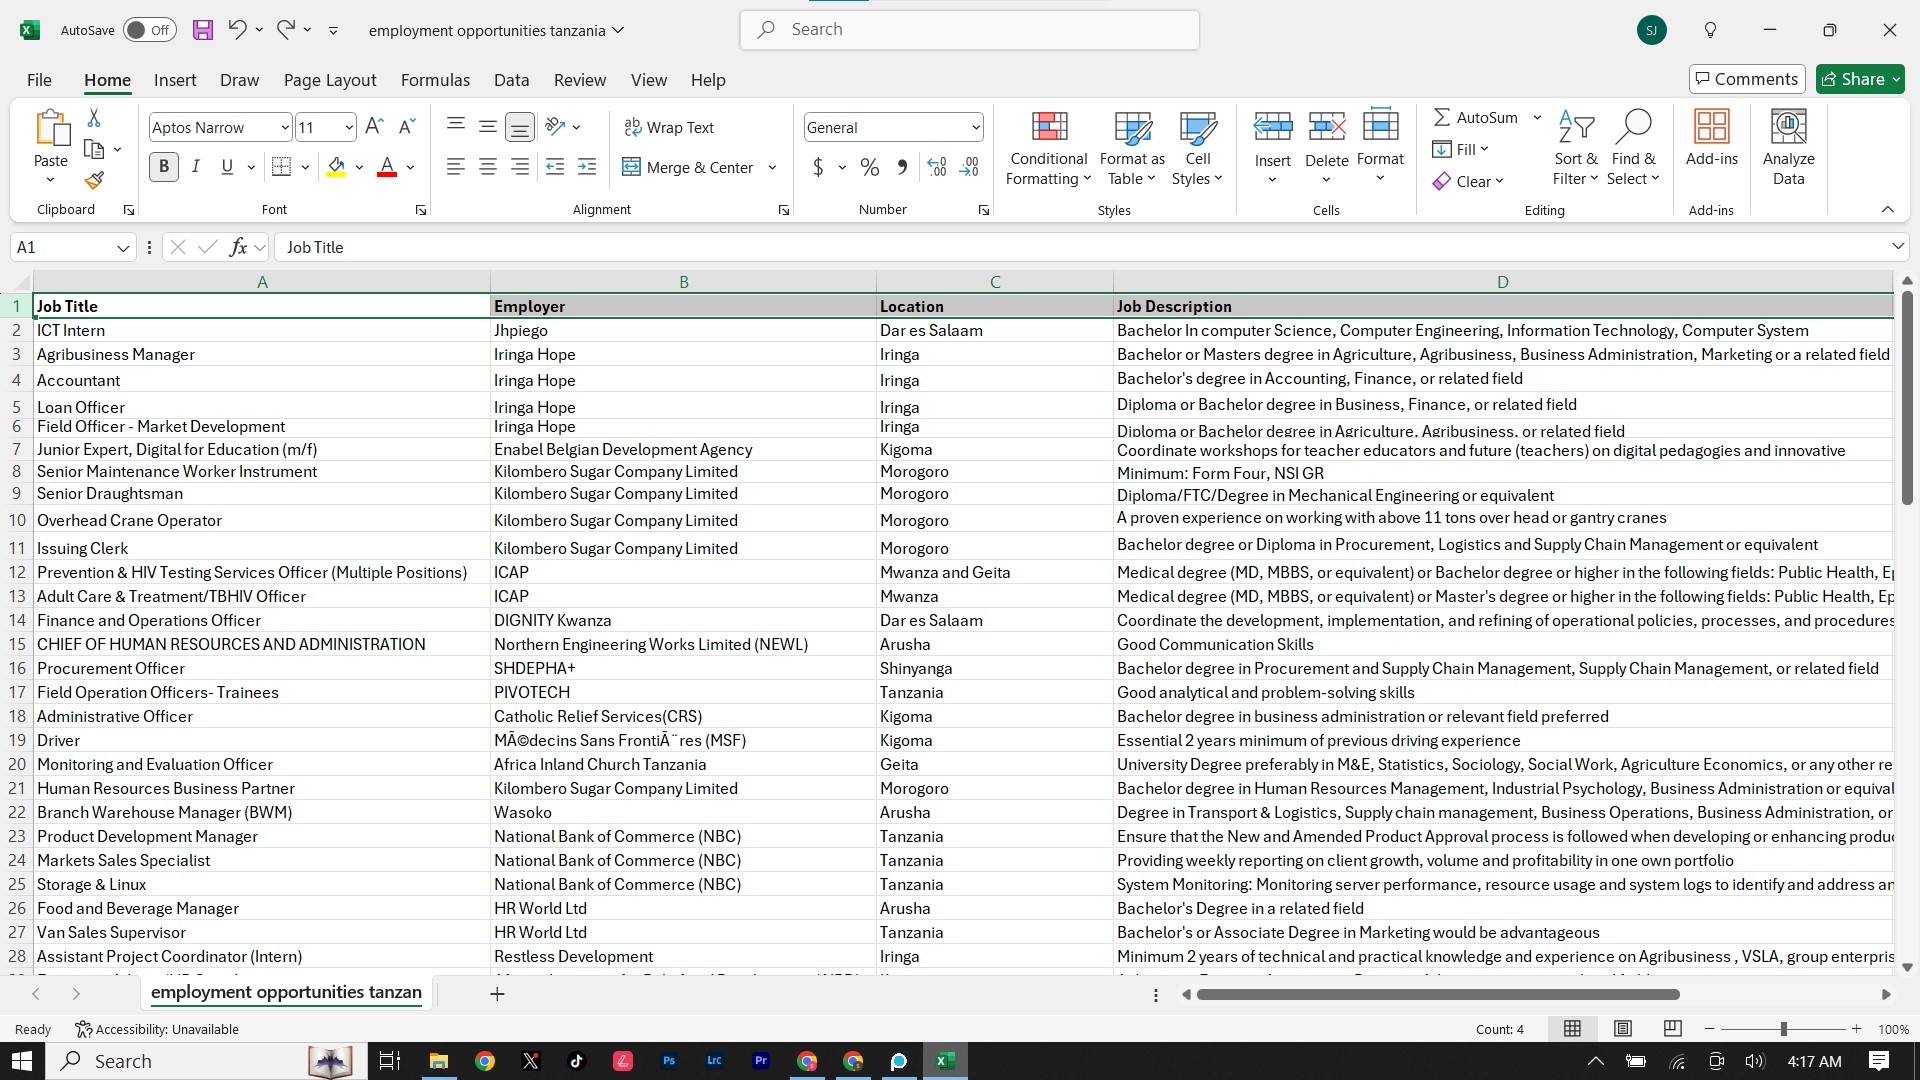 AutoSave Off employment opportunities tanzania Search SJ
File Home Insert Draw Page Layout Formulas Data Review View Help Comments Share
Paste Aptos Narrow 11 Wrap Text General Conditional Formatting Format as Table Cell Styles Insert Delete Format AutoSum Sort & Filter Find & Select Add-ins Analyze Data
B I U Merge & Center $ % Fill Clear
Clipboard Font Alignment Number Styles Cells Editing Add-ins
A1 fx Job Title
A B C D
1 Job Title Employer Location Job Description
2 ICT Intern Jhpiego Dar es Salaam Bachelor In computer Science, Computer Engineering, Information Technology, Computer System
3 Agribusiness Manager Iringa Hope Iringa Bachelor or Masters degree in Agriculture, Agribusiness, Business Administration, Marketing or a related field
4 Accountant Iringa Hope Iringa Bachelor's degree in Accounting, Finance, or related field
5 Loan Officer Iringa Hope Iringa Diploma or Bachelor degree in Business, Finance, or related field
6 Field Officer - Market Development Iringa Hope Iringa Diploma or Bachelor degree in Agriculture, Agribusiness, or related field
7 Junior Expert, Digital for Education (m/f) Enabel Belgian Development Agency Kigoma Coordinate workshops for teacher educators and future (teachers) on digital pedagogies and innovative
8 Senior Maintenance Worker Instrument Kilombero Sugar Company Limited Morogoro Minimum: Form Four, NSI GR
9 Senior Draughtsman Kilombero Sugar Company Limited Morogoro Diploma/FTC/Degree in Mechanical Engineering or equivalent
10 Overhead Crane Operator Kilombero Sugar Company Limited Morogoro A proven experience on working with above 11 tons over head or gantry cranes
11 Issuing Clerk Kilombero Sugar Company Limited Morogoro Bachelor degree or Diploma in Procurement, Logistics and Supply Chain Management or equivalent
12 Prevention & HIV Testing Services Officer (Multiple Positions) ICAP Mwanza and Geita Medical degree (MD, MBBS, or equivalent) or Bachelor degree or higher in the following fields: Public Health, Ep
13 Adult Care & Treatment/TBHIV Officer ICAP Mwanza Medical degree (MD, MBBS, or equivalent) or Master's degree or higher in the following fields: Public Health, Ep
14 Finance and Operations Officer DIGNITY Kwanza Dar es Salaam Coordinate the development, implementation, and refining of operational policies, processes, and procedures
15 CHIEF OF HUMAN RESOURCES AND ADMINISTRATION Northern Engineering Works Limited (NEWL) Arusha Good Communication Skills
16 Procurement Officer SHDEPHA+ Shinyanga Bachelor degree in Procurement and Supply Chain Management, Supply Chain Management, or related field
17 Field Operation Officers- Trainees PIVOTECH Tanzania Good analytical and problem-solving skills
18 Administrative Officer Catholic Relief Services(CRS) Kigoma Bachelor degree in business administration or relevant field preferred
19 Driver MÃ©decins Sans FrontiÃ¨res (MSF) Kigoma Essential 2 years minimum of previous driving experience
20 Monitoring and Evaluation Officer Africa Inland Church Tanzania Geita University Degree preferably in M&E, Statistics, Sociology, Social Work, Agriculture Economics, or any other re
21 Human Resources Business Partner Kilombero Sugar Company Limited Morogoro Bachelor degree in Human Resources Management, Industrial Psychology, Business Administration or equival
22 Branch Warehouse Manager (BWM) Wasoko Arusha Degree in Transport & Logistics, Supply chain management, Business Operations, Business Administration, or
23 Product Development Manager National Bank of Commerce (NBC) Tanzania Ensure that the New and Amended Product Approval process is followed when developing or enhancing produc
24 Markets Sales Specialist National Bank of Commerce (NBC) Tanzania Providing weekly reporting on client growth, volume and profitability in one own portfolio
25 Storage & Linux National Bank of Commerce (NBC) Tanzania System Monitoring: Monitoring server performance, resource usage and system logs to identify and address an
26 Food and Beverage Manager HR World Ltd Arusha Bachelor's Degree in a related field
27 Van Sales Supervisor HR World Ltd Tanzania Bachelor's or Associate Degree in Marketing would be advantageous
28 Assistant Project Coordinator (Intern) Restless Development Iringa Minimum 2 years of technical and practical knowledge and experience on Agribusiness , VSLA, group enterpris
employment opportunities tanzan
Ready Accessibility: Unavailable Count: 4 100%
Search Ps LrC Pr 4:17 AM